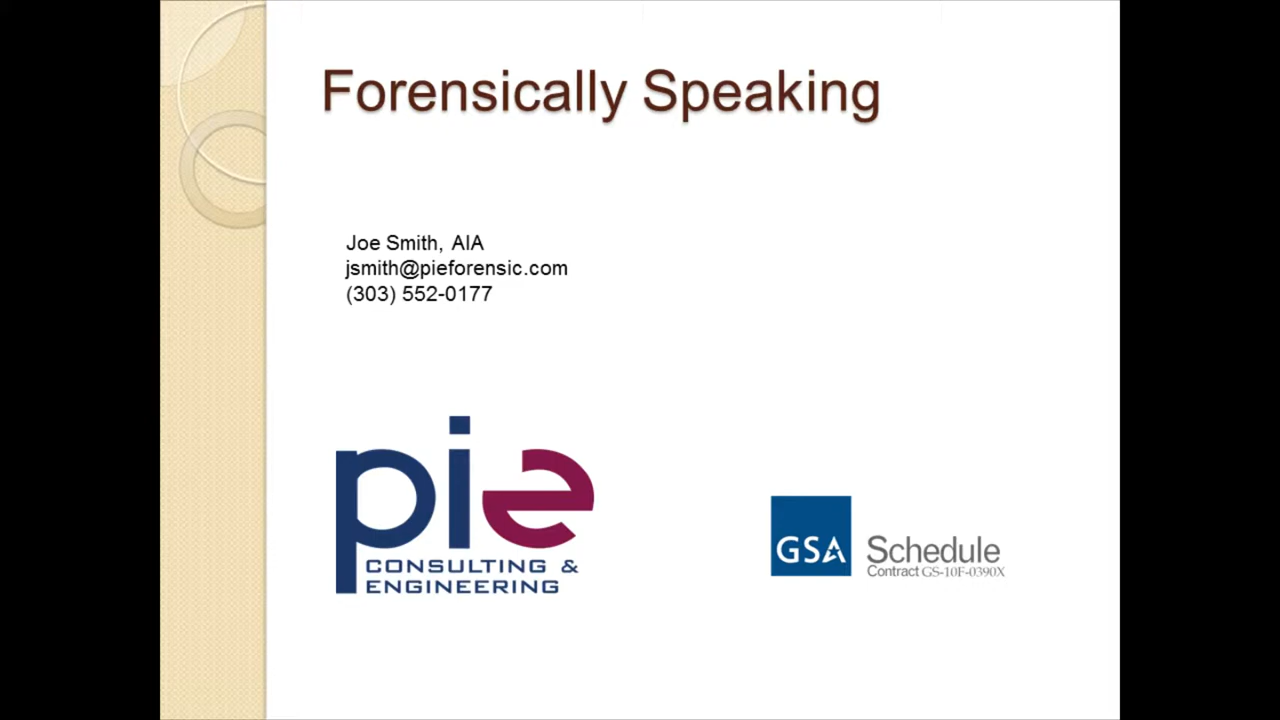 Forensically Speaking
Joe Smith, AIA
jsmith@pieforensic.com
(303) 552-0177
pie
CONSULTING &
ENGINEERING
GSA Schedule
Contract GS-10F-0390X